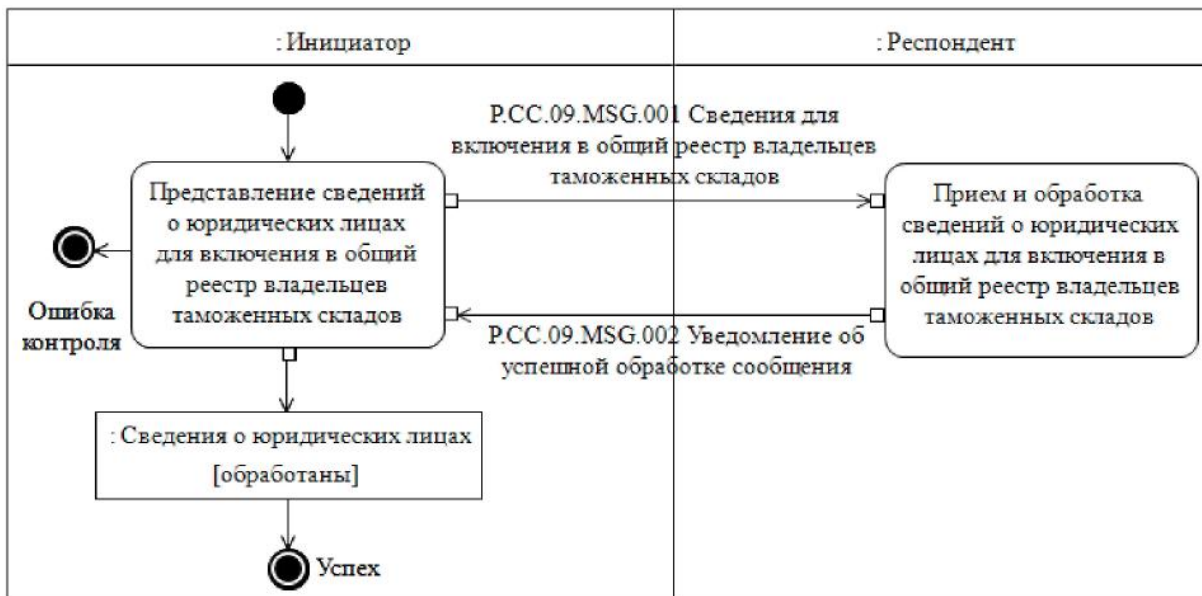 : Инициатор
: Респондент
P.CC.09.MSG.001 Сведения для
включения в общий реестр владельцев
таможенных складов
Представление сведений
о юридических лицах
для включения в общий
реестр владельцев
таможенных складов
Прием и обработка
сведений о юридических
лицах для включения в
общий реестр владельцев
таможенных складов
Ошибка
контроля
P.CC.09.MSG.002 Уведомление об
успешной обработке сообщения
: Сведения о юридических лицах
[обработаны]
Успех